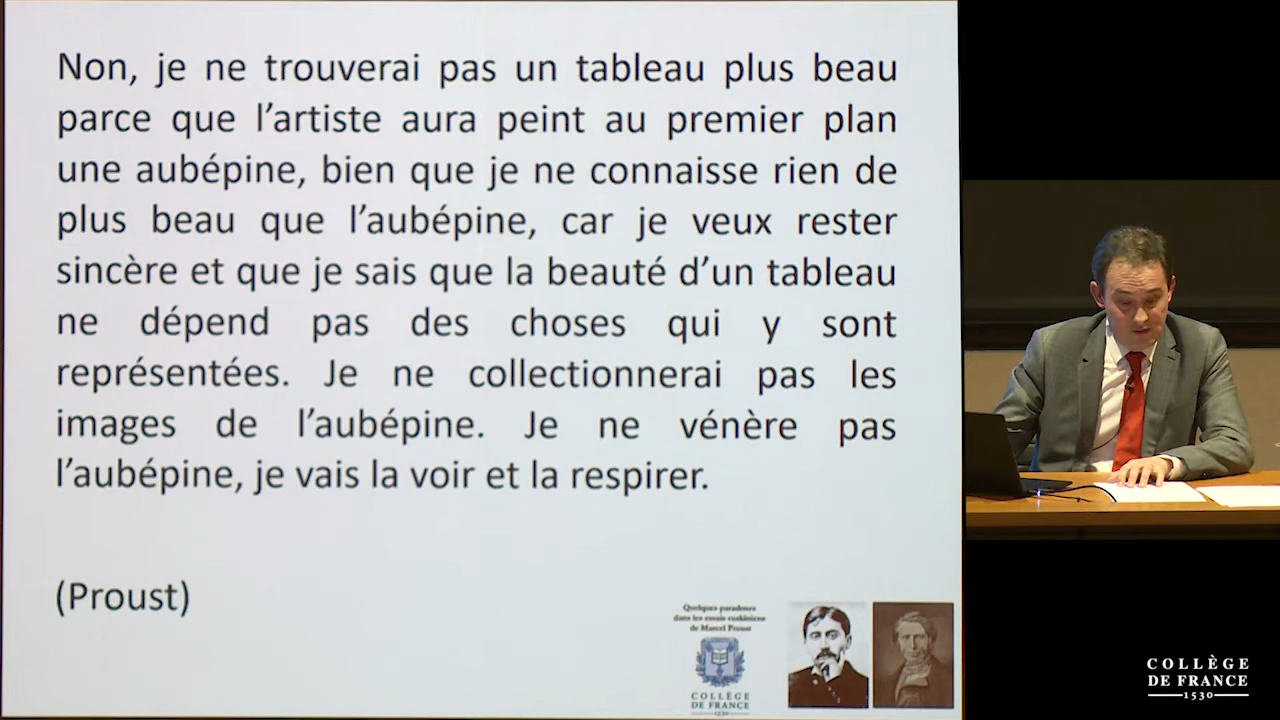 Non, je ne trouverai pas un tableau plus beau
parce que l’artiste aura peint au premier plan
une aubépine, bien que je ne connaisse rien de
plus beau que l’aubépine, car je veux rester
sincère et que je sais que la beauté d’un tableau
ne dépend pas des choses qui y sont
représentées. Je ne collectionnerai pas les
images de l’aubépine. Je ne vénère pas
l’aubépine, je vais la voir et la respirer.
(Proust)
Quelques paradoxes
dans les essais ruskiniens
de Marcel Proust
COLLÈGE
DE FRANCE
1530
COLLÈGE
DE FRANCE
1530